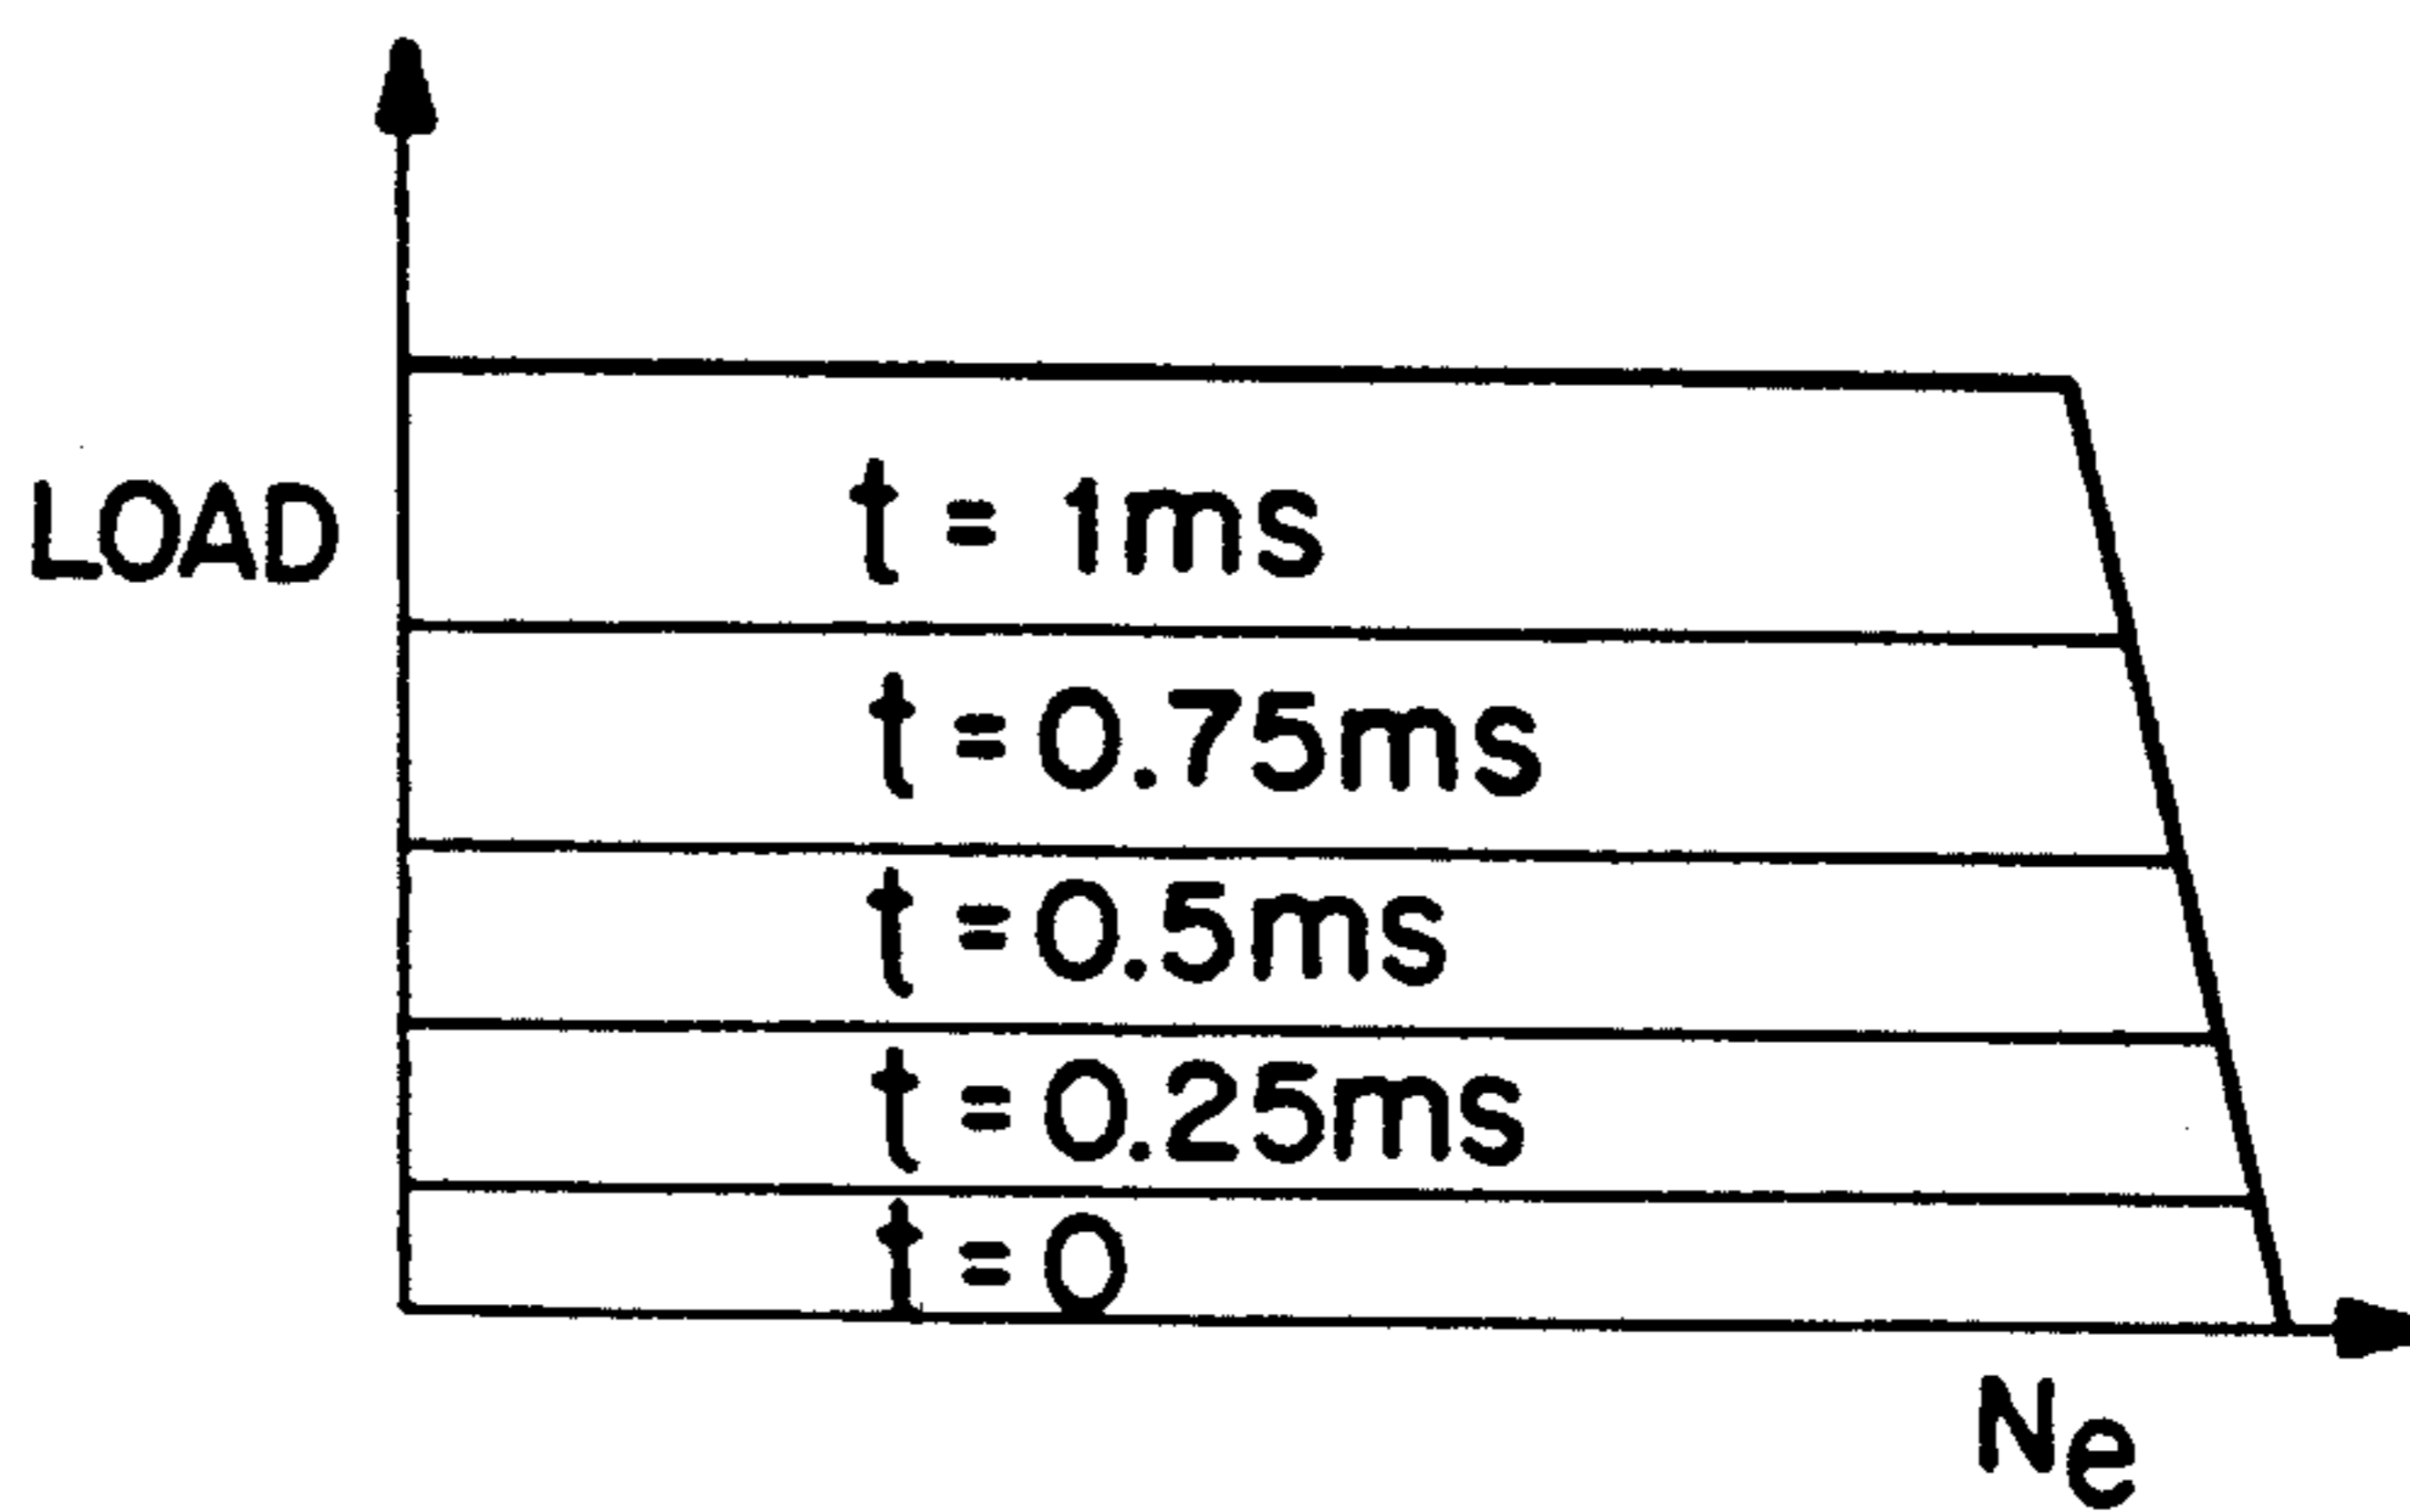 LOAD
t = 1ms
t = 0.75ms
t = 0.5ms
t = 0.25ms
t = 0
Ne